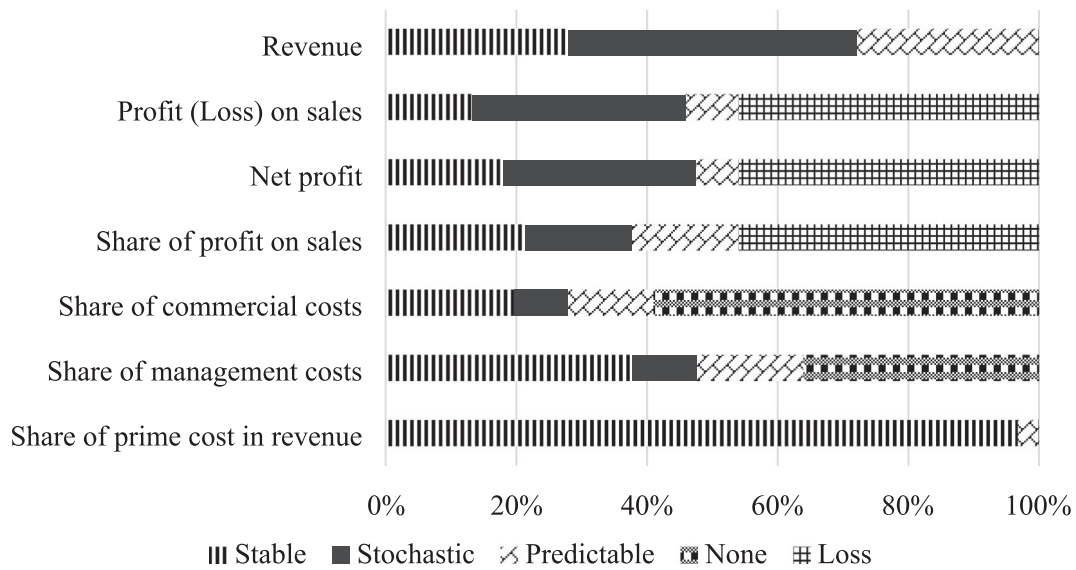 Revenue
Profit (Loss) on sales
Net profit
Share of profit on sales
Share of commercial costs
Share of management costs
Share of prime cost in revenue
0% 20% 40% 60% 80% 100%
Stable Stochastic Predictable None Loss